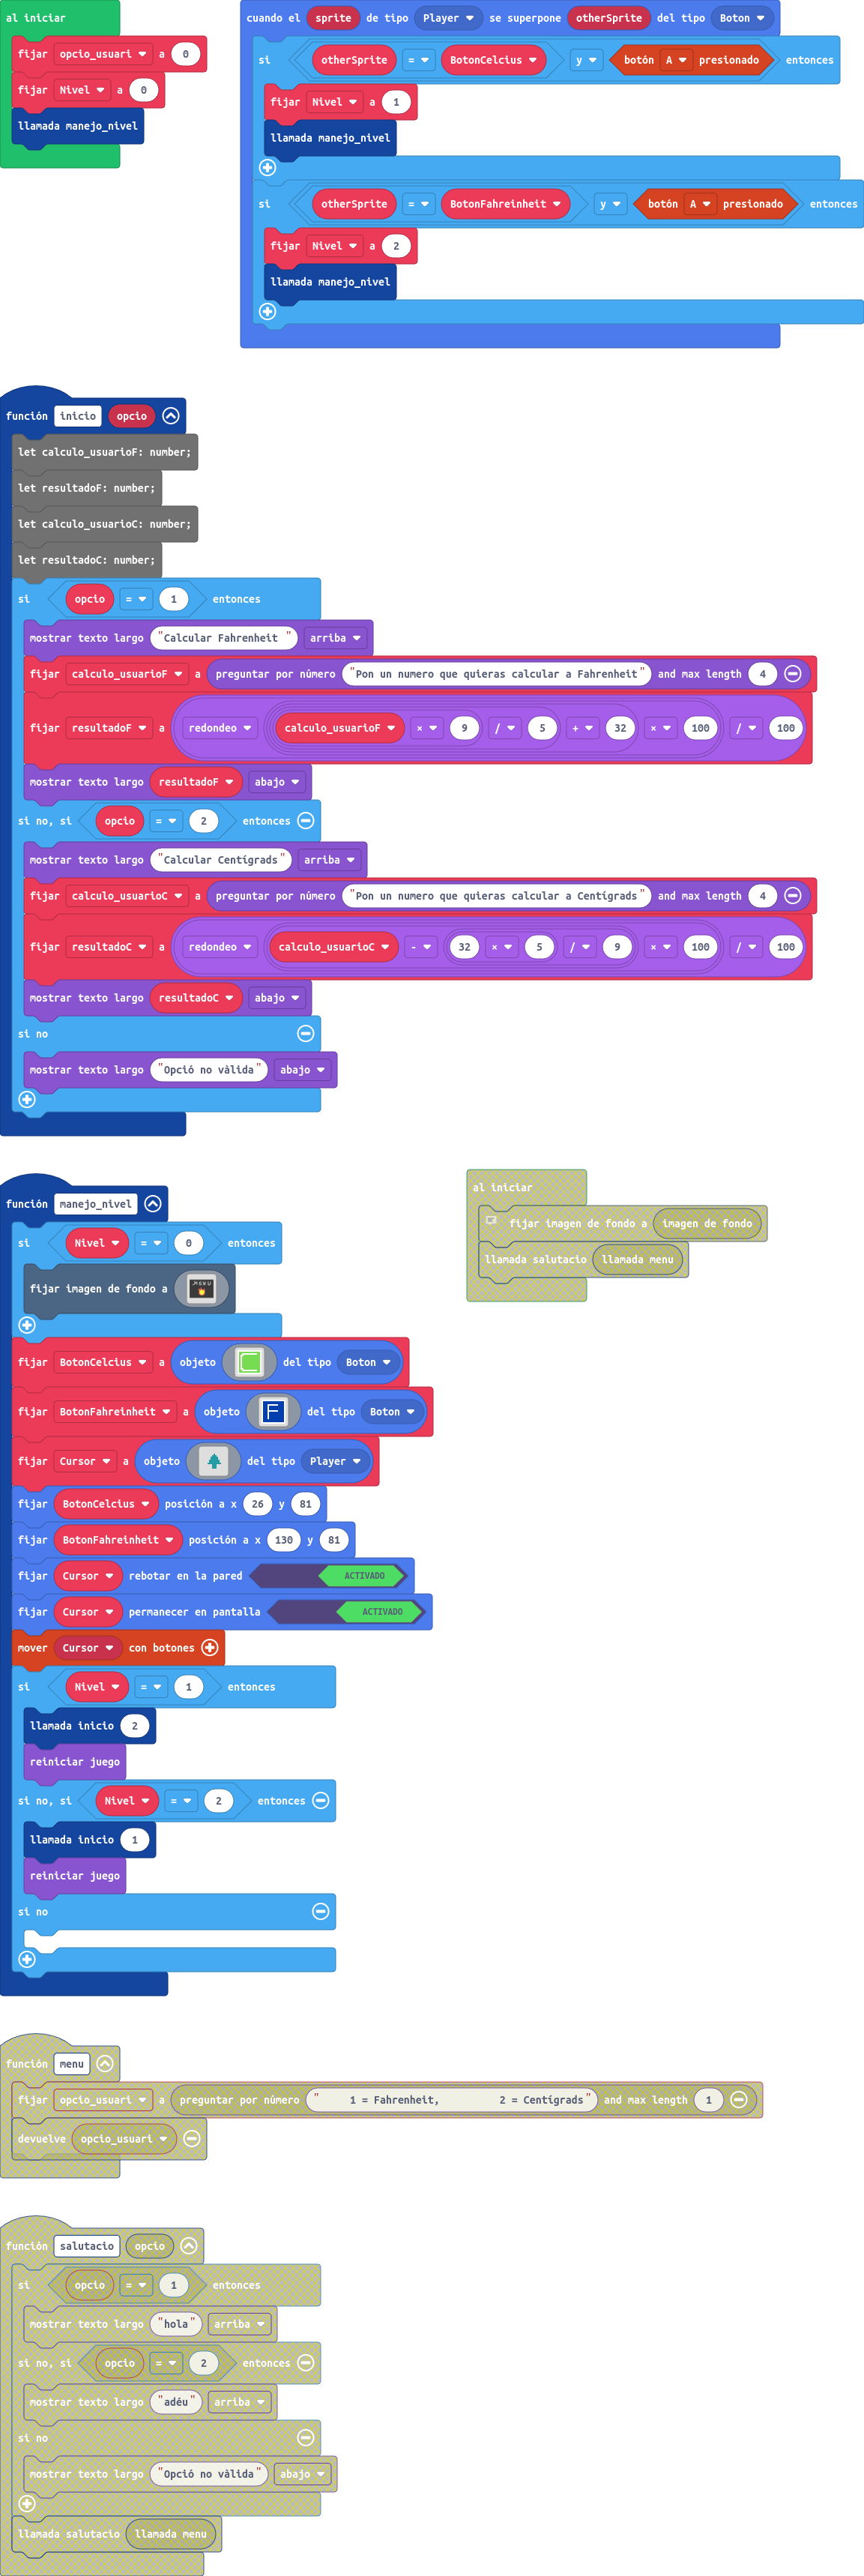 al iniciar
fijar opcio_usuari a 0
fijar Nivel a 0
llamada manejo_nivel
cuando el sprite de tipo Player se superpone otherSprite del tipo Boton
si otherSprite = BotonCelcius y botón A presionado entonces
fijar Nivel a 1
llamada manejo_nivel
si otherSprite = BotonFahreinheit y botón A presionado entonces
fijar Nivel a 2
llamada manejo_nivel
función inicio opcio
let calculo_usuarioF: number;
let resultadoF: number;
let calculo_usuarioC: number;
let resultadoC: number;
si opcio = 1 entonces
mostrar texto largo "Calcular Fahrenheit " arriba
fijar calculo_usuarioF a preguntar por número "Pon un numero que quieras calcular a Fahrenheit" and max length 4
fijar resultadoF a redondeo calculo_usuarioF × 9 / 5 + 32 × 100 / 100
mostrar texto largo resultadoF abajo
si no, si opcio = 2 entonces
mostrar texto largo "Calcular Centígrads" arriba
fijar calculo_usuarioC a preguntar por número "Pon un numero que quieras calcular a Centígrads" and max length 4
fijar resultadoC a redondeo calculo_usuarioC - 32 × 5 / 9 × 100 / 100
mostrar texto largo resultadoC abajo
si no
mostrar texto largo "Opció no vàlida" abajo
función manejo_nivel
si Nivel = 0 entonces
fijar imagen de fondo a MENU
fijar BotonCelcius a objeto C del tipo Boton
fijar BotonFahreinheit a objeto F del tipo Boton
fijar Cursor a objeto del tipo Player
fijar BotonCelcius posición a x 26 y 81
fijar BotonFahreinheit posición a x 130 y 81
fijar Cursor rebotar en la pared ACTIVADO
fijar Cursor permanecer en pantalla ACTIVADO
mover Cursor con botones
si Nivel = 1 entonces
llamada inicio 2
reiniciar juego
si no, si Nivel = 2 entonces
llamada inicio 1
reiniciar juego
si no
al iniciar
fijar imagen de fondo a imagen de fondo
llamada salutacio llamada menu
función menu
fijar opcio_usuari a preguntar por número " 1 = Fahrenheit, 2 = Centígrads" and max length 1
devuelve opcio_usuari
función salutacio opcio
si opcio = 1 entonces
mostrar texto largo "hola" arriba
si no, si opcio = 2 entonces
mostrar texto largo "adéu" arriba
si no
mostrar texto largo "Opció no vàlida" abajo
llamada salutacio llamada menu